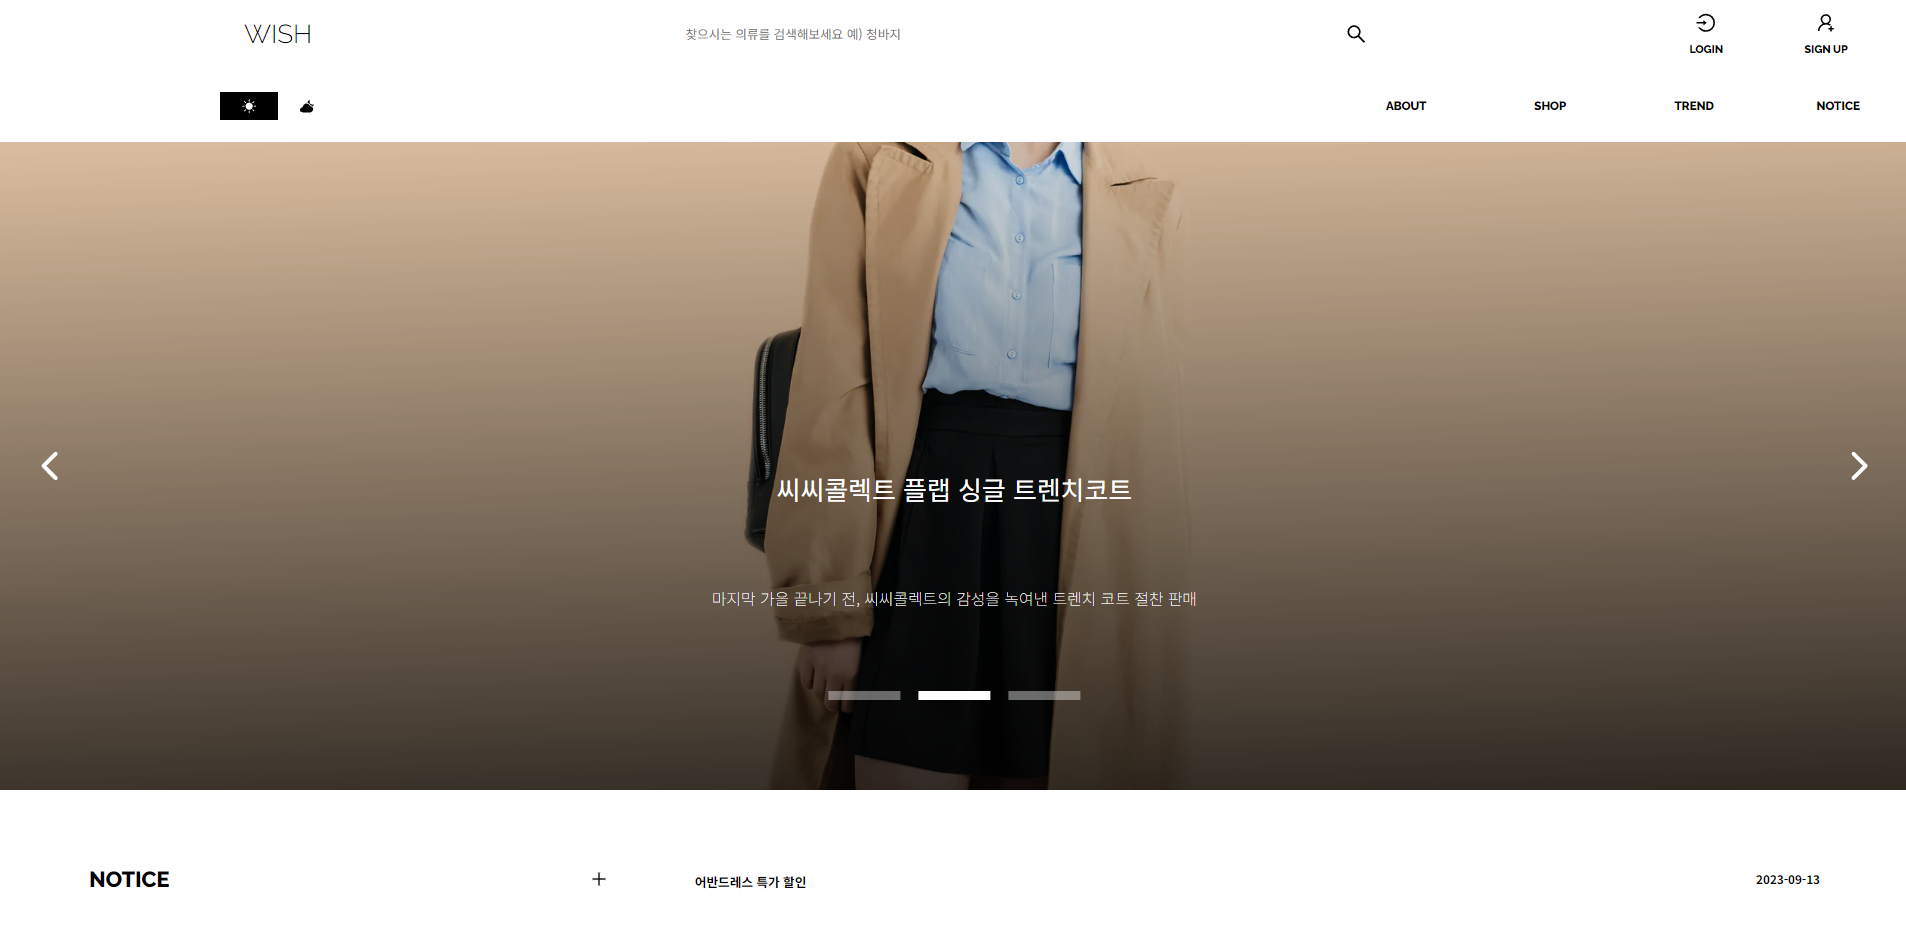 WISH
찾으시는 의류를 검색해보세요 예) 청바지
LOGIN
SIGN UP
ABOUT
SHOP
TREND
NOTICE
씨씨콜렉트 플랩 싱글 트렌치코트
마지막 가을 끝나기 전, 씨씨콜렉트의 감성을 녹여낸 트렌치 코트 절찬 판매
NOTICE
어반드레스 특가 할인
2023-09-13